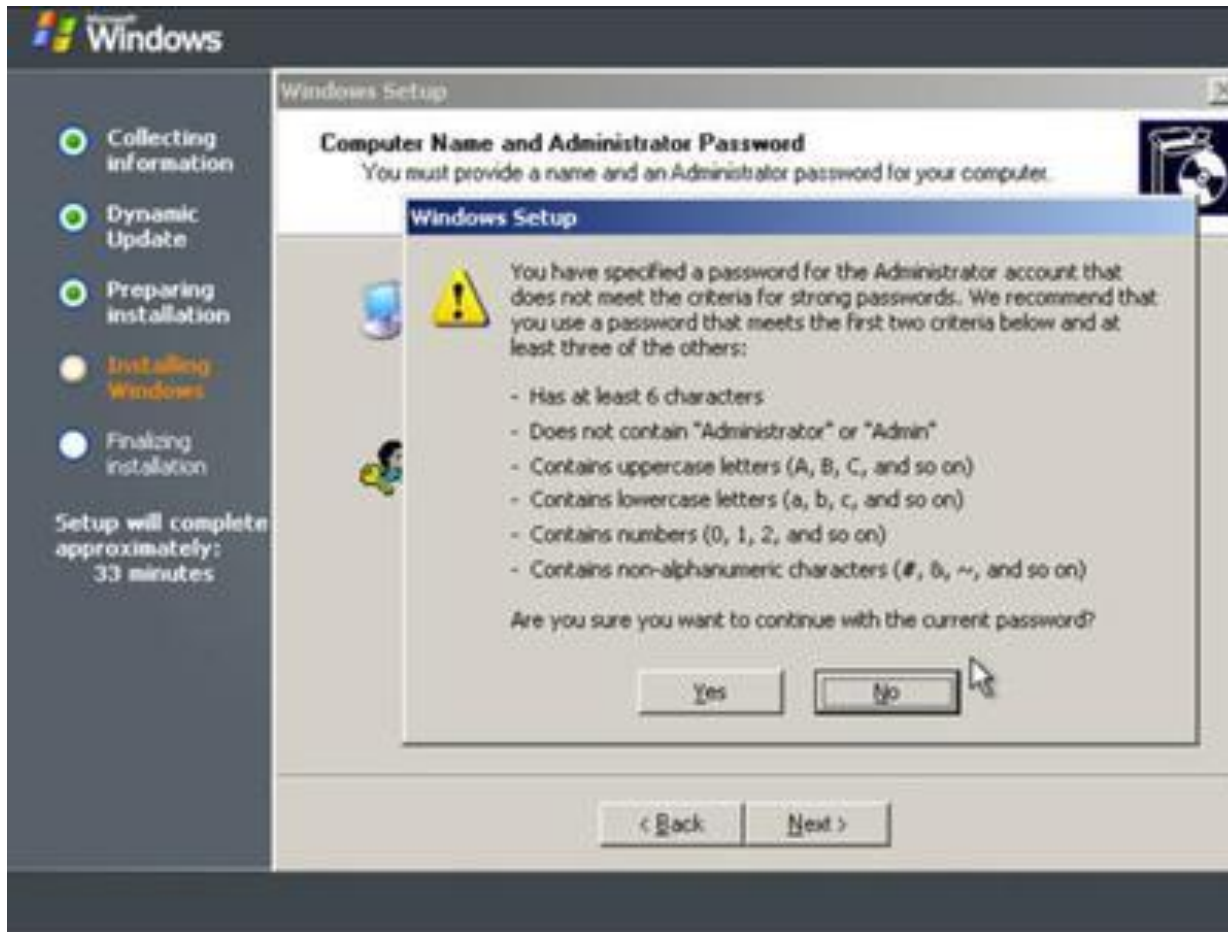 Microsoft
Windows
Collecting
information
Dynamic
Update
Preparing
installation
Installing
Windows
Finalizing
installation
Setup will complete
approximately:
33 minutes
Windows Setup
Computer Name and Administrator Password
You must provide a name and an Administrator password for your computer.
Windows Setup
You have specified a password for the Administrator account that
does not meet the criteria for strong passwords. We recommend that
you use a password that meets the first two criteria below and at
least three of the others:
- Has at least 6 characters
- Does not contain "Administrator" or "Admin"
- Contains uppercase letters (A, B, C, and so on)
- Contains lowercase letters (a, b, c, and so on)
- Contains numbers (0, 1, 2, and so on)
- Contains non-alphanumeric characters (#, &, ~, and so on)
Are you sure you want to continue with the current password?
Yes
No
< Back
Next >